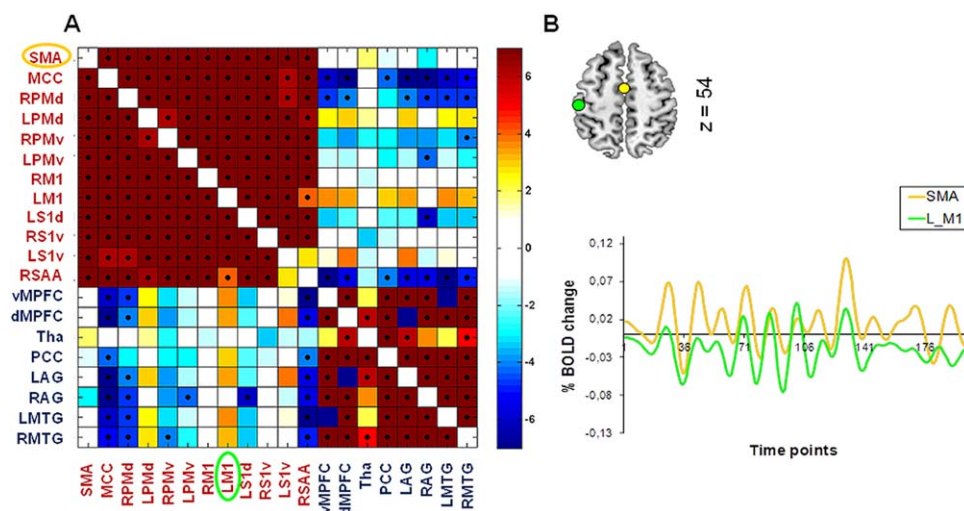 A
B
SMA
MCC
RPMd
LPMd
RPMv
LPMv
RM1
LM1
LS1d
RS1v
LS1v
RSAA
vMPFC
dMPFC
Tha
PCC
LAG
RAG
LMTG
RMTG
SMA
MCC
RPMd
LPMd
RPMv
LPMv
RM1
LM1
LS1d
RS1v
LS1v
RSAA
vMPFC
dMPFC
Tha
PCC
LAG
RAG
LMTG
RMTG
6
4
2
0
-2
-4
-6
z = 54
SMA
L_M1
% BOLD change
0,12
0,07
0,02
-0,03
-0,08
-0,13
36 71 106 141 176
Time points